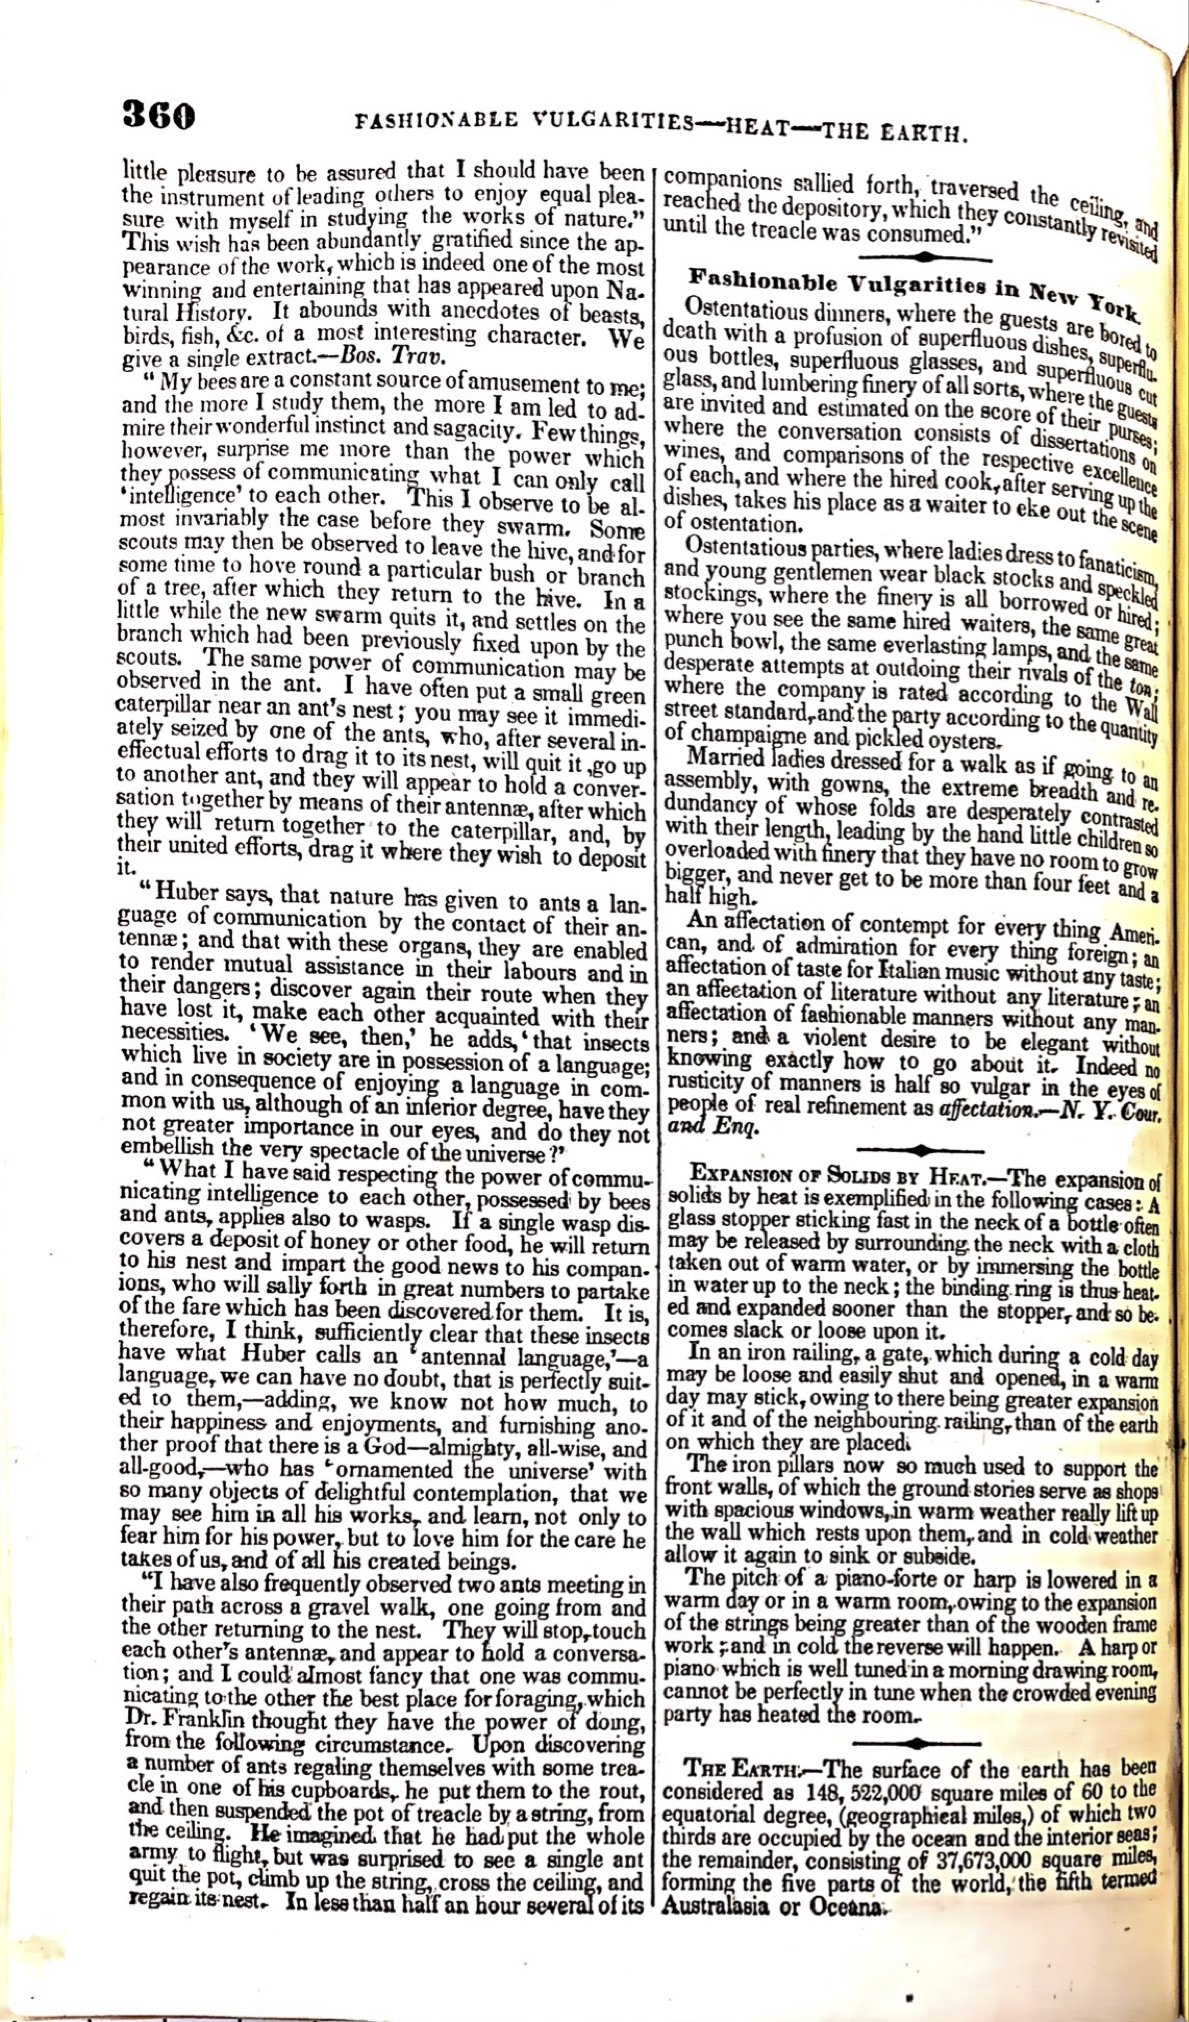 360
FASHIONABLE VULGARITIES—HEAT—THE EARTH.
little pleasure to be assured that I should have been
the instrument of leading others to enjoy equal plea-
sure with myself in studying the works of nature."
This wish has been abundantly gratified since the ap-
pearance of the work, which is indeed one of the most
winning and entertaining that has appeared upon Na-
tural History. It abounds with anecdotes of beasts,
birds, fish, &c. of a most interesting character. We
give a single extract.—Bos. Trav.
"My bees are a constant source of amusement to me;
and the more I study them, the more I am led to ad-
mire their wonderful instinct and sagacity. Few things,
however, surprise me more than the power which
they possess of communicating what I can only call
'intelligence' to each other. This I observe to be al-
most invariably the case before they swarm. Some
scouts may then be observed to leave the hive, and for
some time to hove round a particular bush or branch
of a tree, after which they return to the hive. In a
little while the new swarm quits it, and settles on the
branch which had been previously fixed upon by the
scouts. The same power of communication may be
observed in the ant. I have often put a small green
caterpillar near an ant's nest; you may see it immedi-
ately seized by one of the ants, who, after several in-
effectual efforts to drag it to its nest, will quit it ,go up
to another ant, and they will appear to hold a conver-
sation together by means of their antennæ, after which
they will return together to the caterpillar, and, by
their united efforts, drag it where they wish to deposit
it.
"Huber says, that nature has given to ants a lan-
guage of communication by the contact of their an-
tennæ; and that with these organs, they are enabled
to render mutual assistance in their labours and in
their dangers; discover again their route when they
have lost it, make each other acquainted with their
necessities. 'We see, then,' he adds, 'that insects
which live in society are in possession of a language;
and in consequence of enjoying a language in com-
mon with us, although of an inferior degree, have they
not greater importance in our eyes, and do they not
embellish the very spectacle of the universe?'
"What I have said respecting the power of commu-
nicating intelligence to each other, possessed by bees
and ants, applies also to wasps. If a single wasp dis-
covers a deposit of honey or other food, he will return
to his nest and impart the good news to his compan-
ions, who will sally forth in great numbers to partake
of the fare which has been discovered for them. It is,
therefore, I think, sufficiently clear that these insects
have what Huber calls an 'antennal language,'—a
language, we can have no doubt, that is perfectly suit-
ed to them,—adding, we know not how much, to
their happiness and enjoyments, and furnishing ano-
ther proof that there is a God—almighty, all-wise, and
all-good,—who has 'ornamented the universe' with
so many objects of delightful contemplation, that we
may see him in all his works, and learn, not only to
fear him for his power, but to love him for the care he
takes of us, and of all his created beings.
"I have also frequently observed two ants meeting in
their path across a gravel walk, one going from and
the other returning to the nest. They will stop, touch
each other's antennæ, and appear to hold a conversa-
tion; and I could almost fancy that one was commu-
nicating to the other the best place for foraging, which
Dr. Franklin thought they have the power of doing,
from the following circumstance. Upon discovering
a number of ants regaling themselves with some trea-
cle in one of his cupboards, he put them to the rout,
and then suspended the pot of treacle by a string, from
the ceiling. He imagined that he had put the whole
army to flight, but was surprised to see a single ant
quit the pot, climb up the string, cross the ceiling, and
regain its nest. In less than half an hour several of its
companions sallied forth, traversed the ceiling, and
reached the depository, which they constantly revisited
until the treacle was consumed."
Fashionable Vulgarities in New York.
Ostentatious dinners, where the guests are bored to
death with a profusion of superfluous dishes, superflu-
ous bottles, superfluous glasses, and superfluous cut
glass, and lumbering finery of all sorts, where the guests
are invited and estimated on the score of their purses;
where the conversation consists of dissertations on
wines, and comparisons of the respective excellence
of each, and where the hired cook, after serving up the
dishes, takes his place as a waiter to eke out the scene
of ostentation.
Ostentatious parties, where ladies dress to fanaticism,
and young gentlemen wear black stocks and speckled
stockings, where the finery is all borrowed or hired;
where you see the same hired waiters, the same great
punch bowl, the same everlasting lamps, and the same
desperate attempts at outdoing their rivals of the ton;
where the company is rated according to the Wall
street standard, and the party according to the quantity
of champaigne and pickled oysters.
Married ladies dressed for a walk as if going to an
assembly, with gowns, the extreme breadth and re-
dundancy of whose folds are desperately contrasted
with their length, leading by the hand little children so
overloaded with finery that they have no room to grow
bigger, and never get to be more than four feet and a
half high.
An affectation of contempt for every thing Ameri-
can, and of admiration for every thing foreign; an
affectation of taste for Italian music without any taste;
an affectation of literature without any literature; an
affectation of fashionable manners without any man-
ners; and a violent desire to be elegant without
knowing exactly how to go about it. Indeed no
rusticity of manners is half so vulgar in the eyes of
people of real refinement as affectation.—N. Y. Cour.
and Enq.
EXPANSION OF SOLIDS BY HEAT.—The expansion of
solids by heat is exemplified in the following cases: A
glass stopper sticking fast in the neck of a bottle often
may be released by surrounding the neck with a cloth
taken out of warm water, or by immersing the bottle
in water up to the neck; the binding ring is thus heat-
ed and expanded sooner than the stopper, and so be-
comes slack or loose upon it.
In an iron railing, a gate, which during a cold day
may be loose and easily shut and opened, in a warm
day may stick, owing to there being greater expansion
of it and of the neighbouring railing, than of the earth
on which they are placed.
The iron pillars now so much used to support the
front walls, of which the ground stories serve as shops
with spacious windows, in warm weather really lift up
the wall which rests upon them, and in cold weather
allow it again to sink or subside.
The pitch of a piano-forte or harp is lowered in a
warm day or in a warm room, owing to the expansion
of the strings being greater than of the wooden frame
work; and in cold the reverse will happen. A harp or
piano which is well tuned in a morning drawing room,
cannot be perfectly in tune when the crowded evening
party has heated the room.
THE EARTH.—The surface of the earth has been
considered as 148, 522,000 square miles of 60 to the
equatorial degree, (geographical miles,) of which two
thirds are occupied by the ocean and the interior seas;
the remainder, consisting of 37,673,000 square miles,
forming the five parts of the world, the fifth termed
Australasia or Oceana.